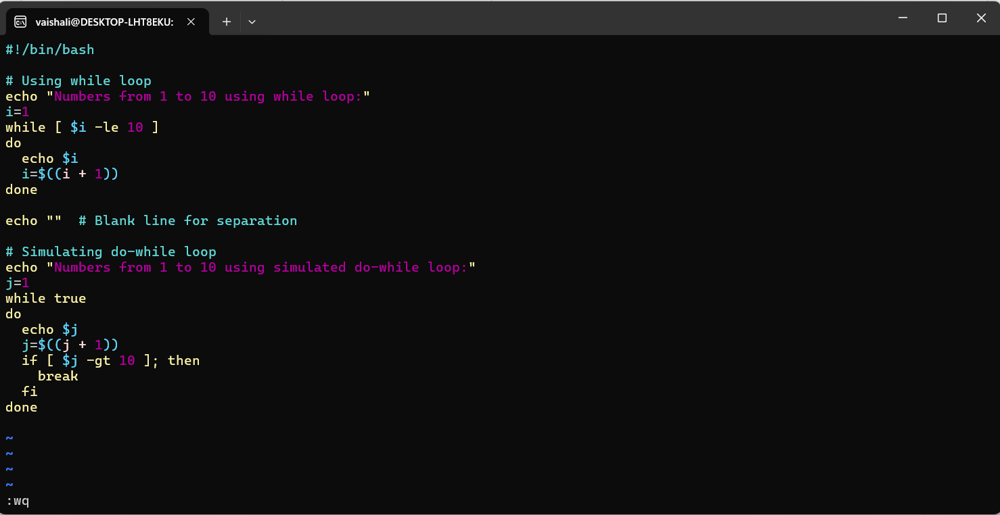 vaishali@DESKTOP-LHT8EKU:
#!/bin/bash

# Using while loop
echo "Numbers from 1 to 10 using while loop:"
i=1
while [ $i -le 10 ]
do
  echo $i
  i=$((i + 1))
done

echo ""  # Blank line for separation

# Simulating do-while loop
echo "Numbers from 1 to 10 using simulated do-while loop:"
j=1
while true
do
  echo $j
  j=$((j + 1))
  if [ $j -gt 10 ]; then
    break
  fi
done

~
~
~
~
:wq